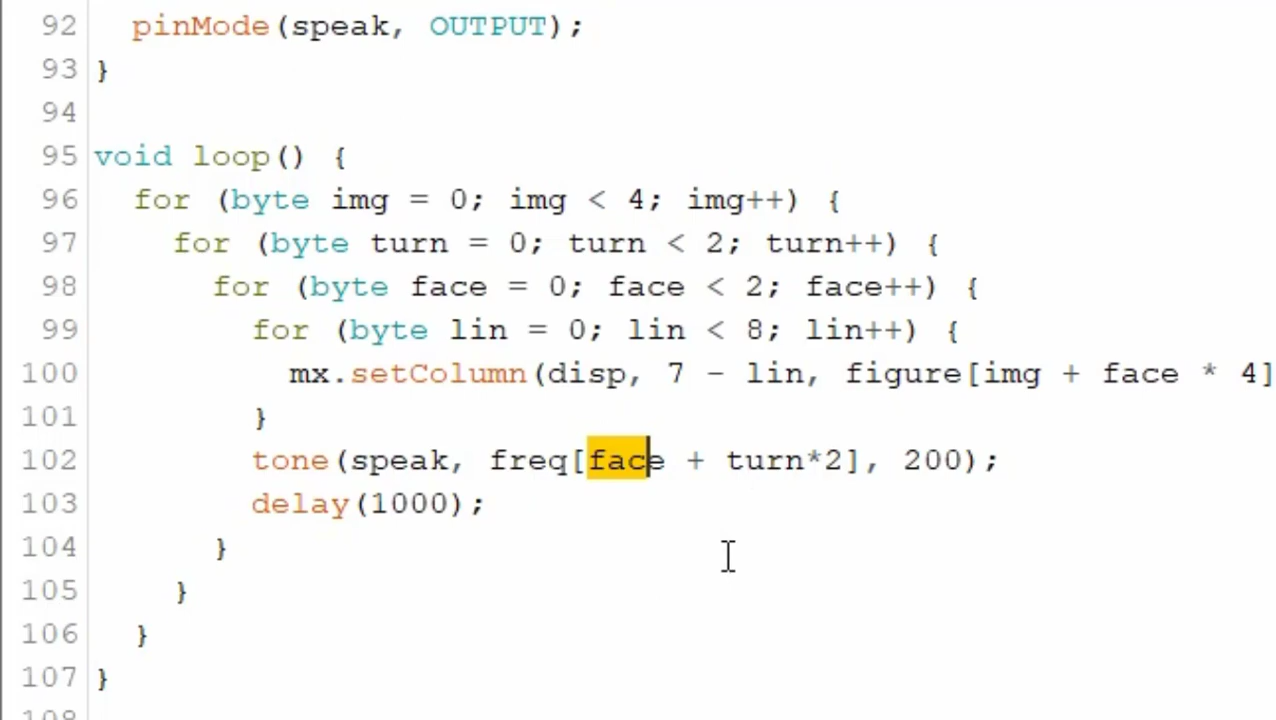 92 pinMode(speak, OUTPUT);
93 }
94
95 void loop() {
96 for (byte img = 0; img < 4; img++) {
97 for (byte turn = 0; turn < 2; turn++) {
98 for (byte face = 0; face < 2; face++) {
99 for (byte lin = 0; lin < 8; lin++) {
100 mx.setColumn(disp, 7 - lin, figure[img + face * 4]
101 }
102 tone(speak, freq[face + turn*2], 200);
103 delay(1000);
104 }
105 }
106 }
107 }
108